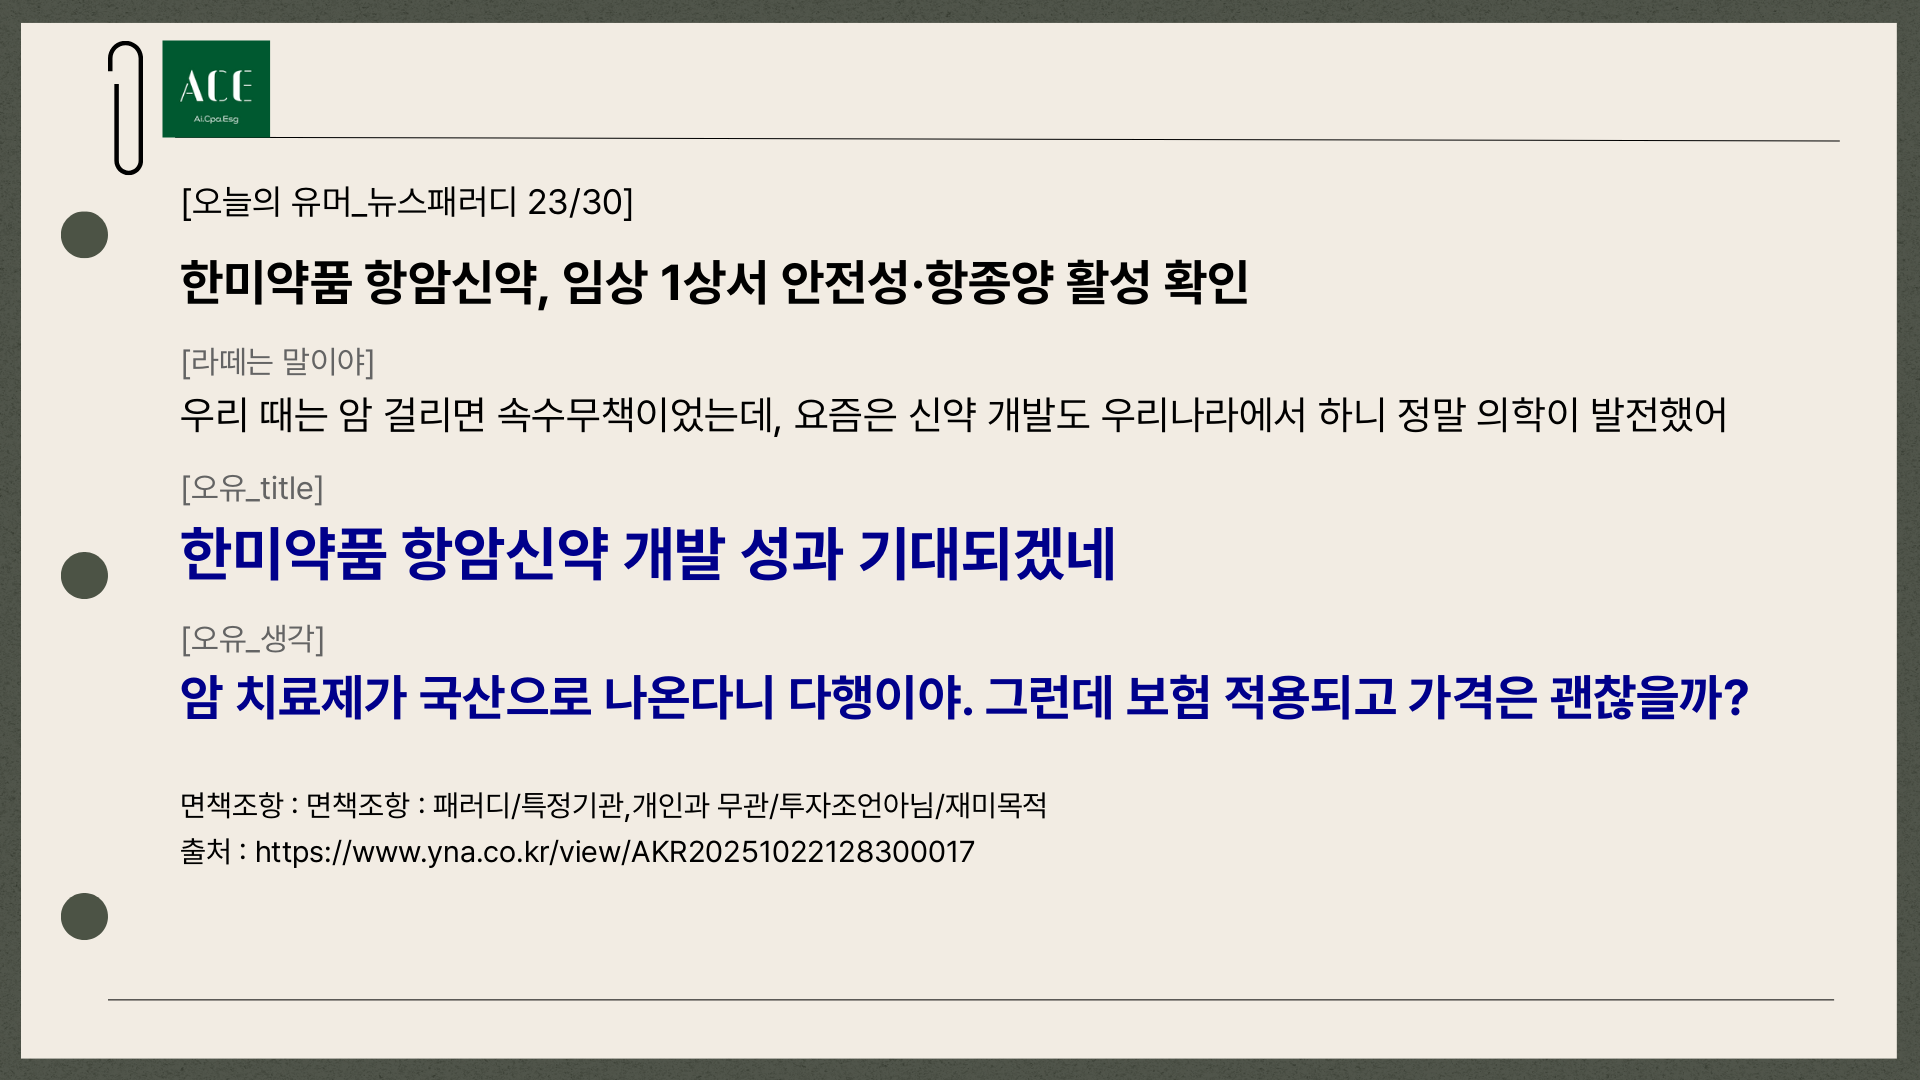 ACE
Ai.Cpa.Esg
[오늘의 유머_뉴스패러디 23/30]
한미약품 항암신약, 임상 1상서 안전성·항종양 활성 확인
[라떼는 말이야]
우리 때는 암 걸리면 속수무책이었는데, 요즘은 신약 개발도 우리나라에서 하니 정말 의학이 발전했어
[오유_title]
한미약품 항암신약 개발 성과 기대되겠네
[오유_생각]
암 치료제가 국산으로 나온다니 다행이야. 그런데 보험 적용되고 가격은 괜찮을까?
면책조항 : 면책조항 : 패러디/특정기관,개인과 무관/투자조언아님/재미목적
출처 : https://www.yna.co.kr/view/AKR20251022128300017